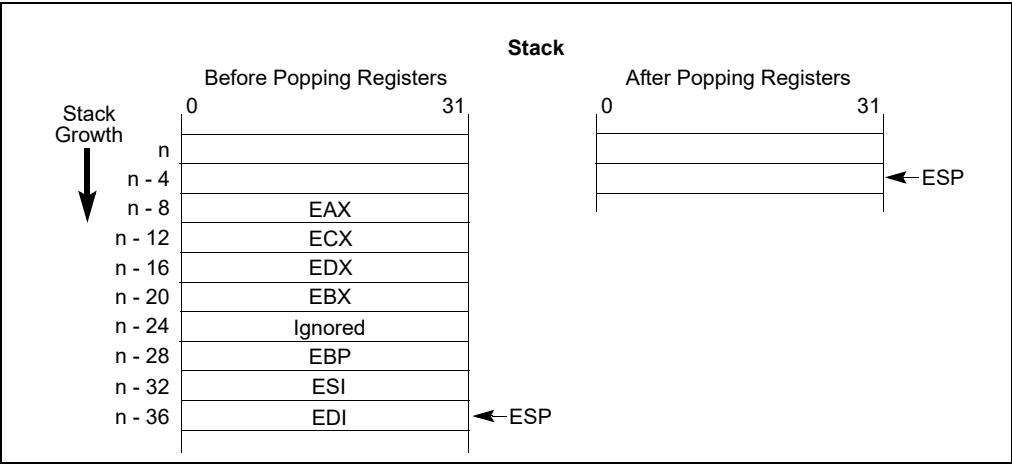 Stack
Before Popping Registers
After Popping Registers
0 31
0 31
Stack
Growth
n
n - 4
ESP
n - 8 EAX
n - 12 ECX
n - 16 EDX
n - 20 EBX
n - 24 Ignored
n - 28 EBP
n - 32 ESI
n - 36 EDI ESP